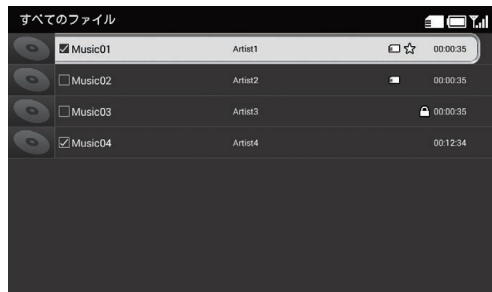 すべてのファイル
Music01 Artist1 00:00:35
Music02 Artist2 00:00:35
Music03 Artist3 00:00:35
Music04 Artist4 00:12:34